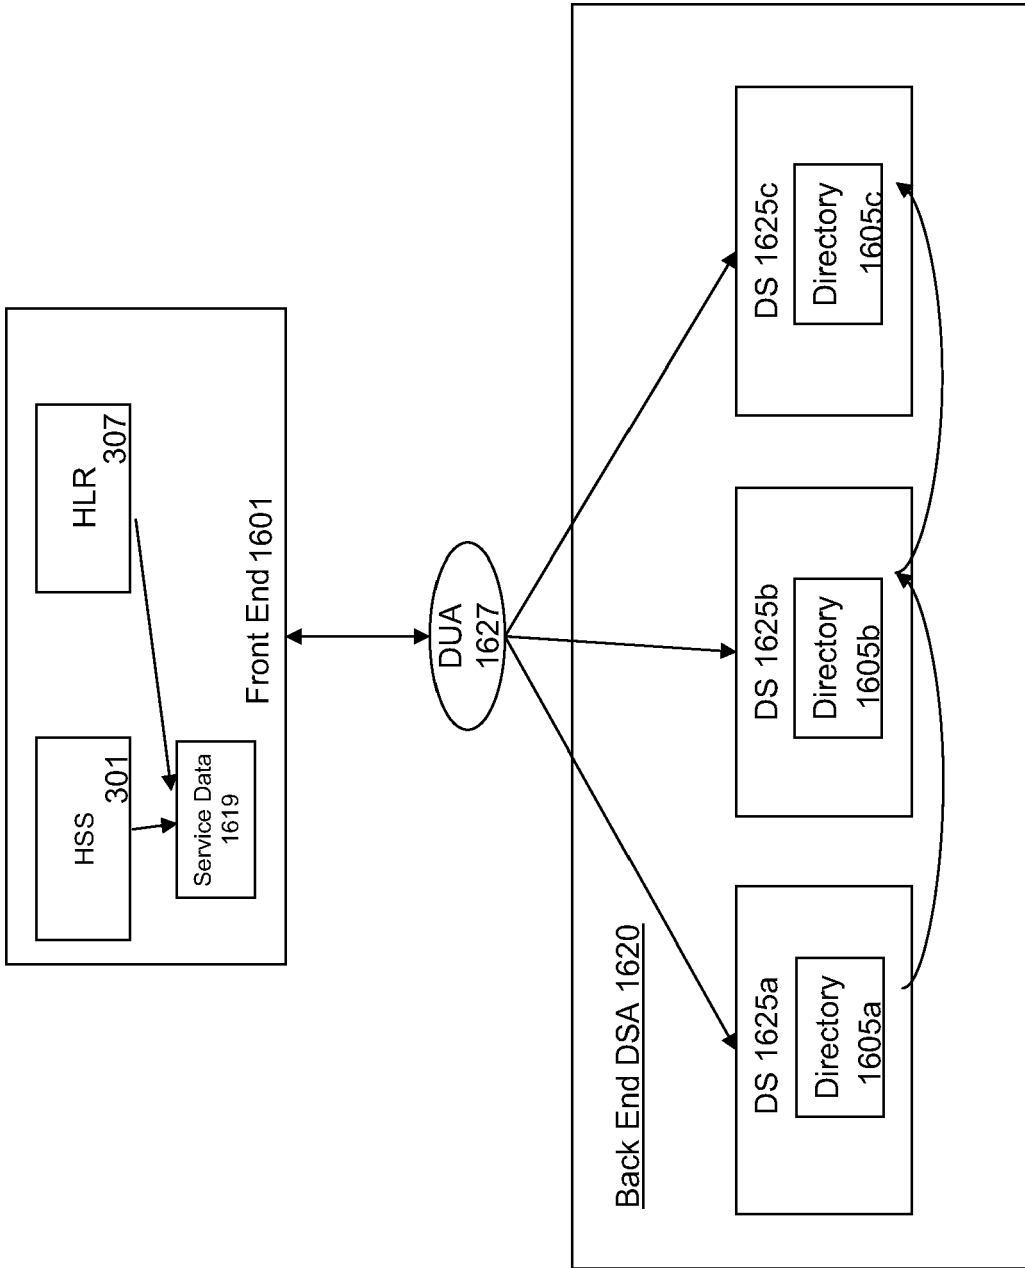 HSS
301
HLR
307
Service Data
1619
Front End 1601
DUA
1627
Back End DSA 1620
DS 1625a
Directory
1605a
DS 1625b
Directory
1605b
DS 1625c
Directory
1605c